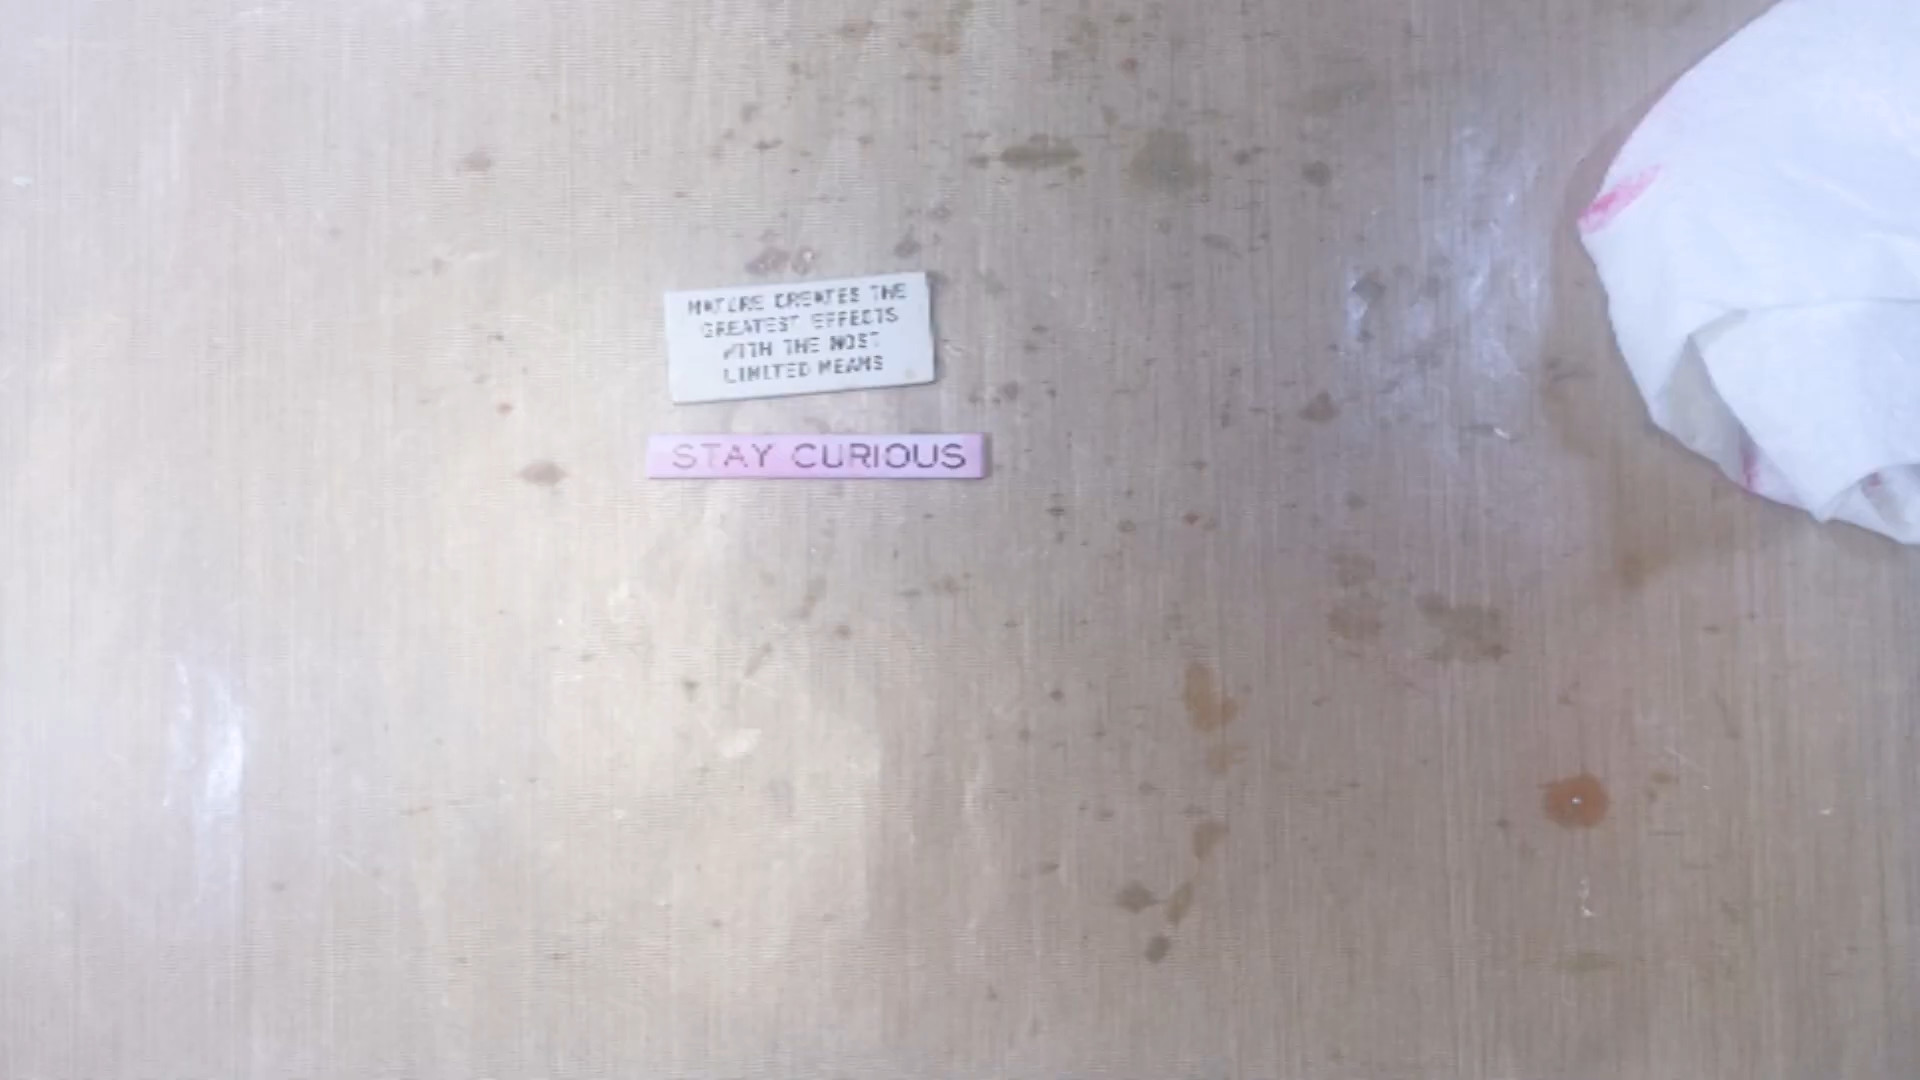 NATURE CREATES THE
GREATEST EFFECTS
WITH THE MOST
LIMITED MEANS
STAY CURIOUS